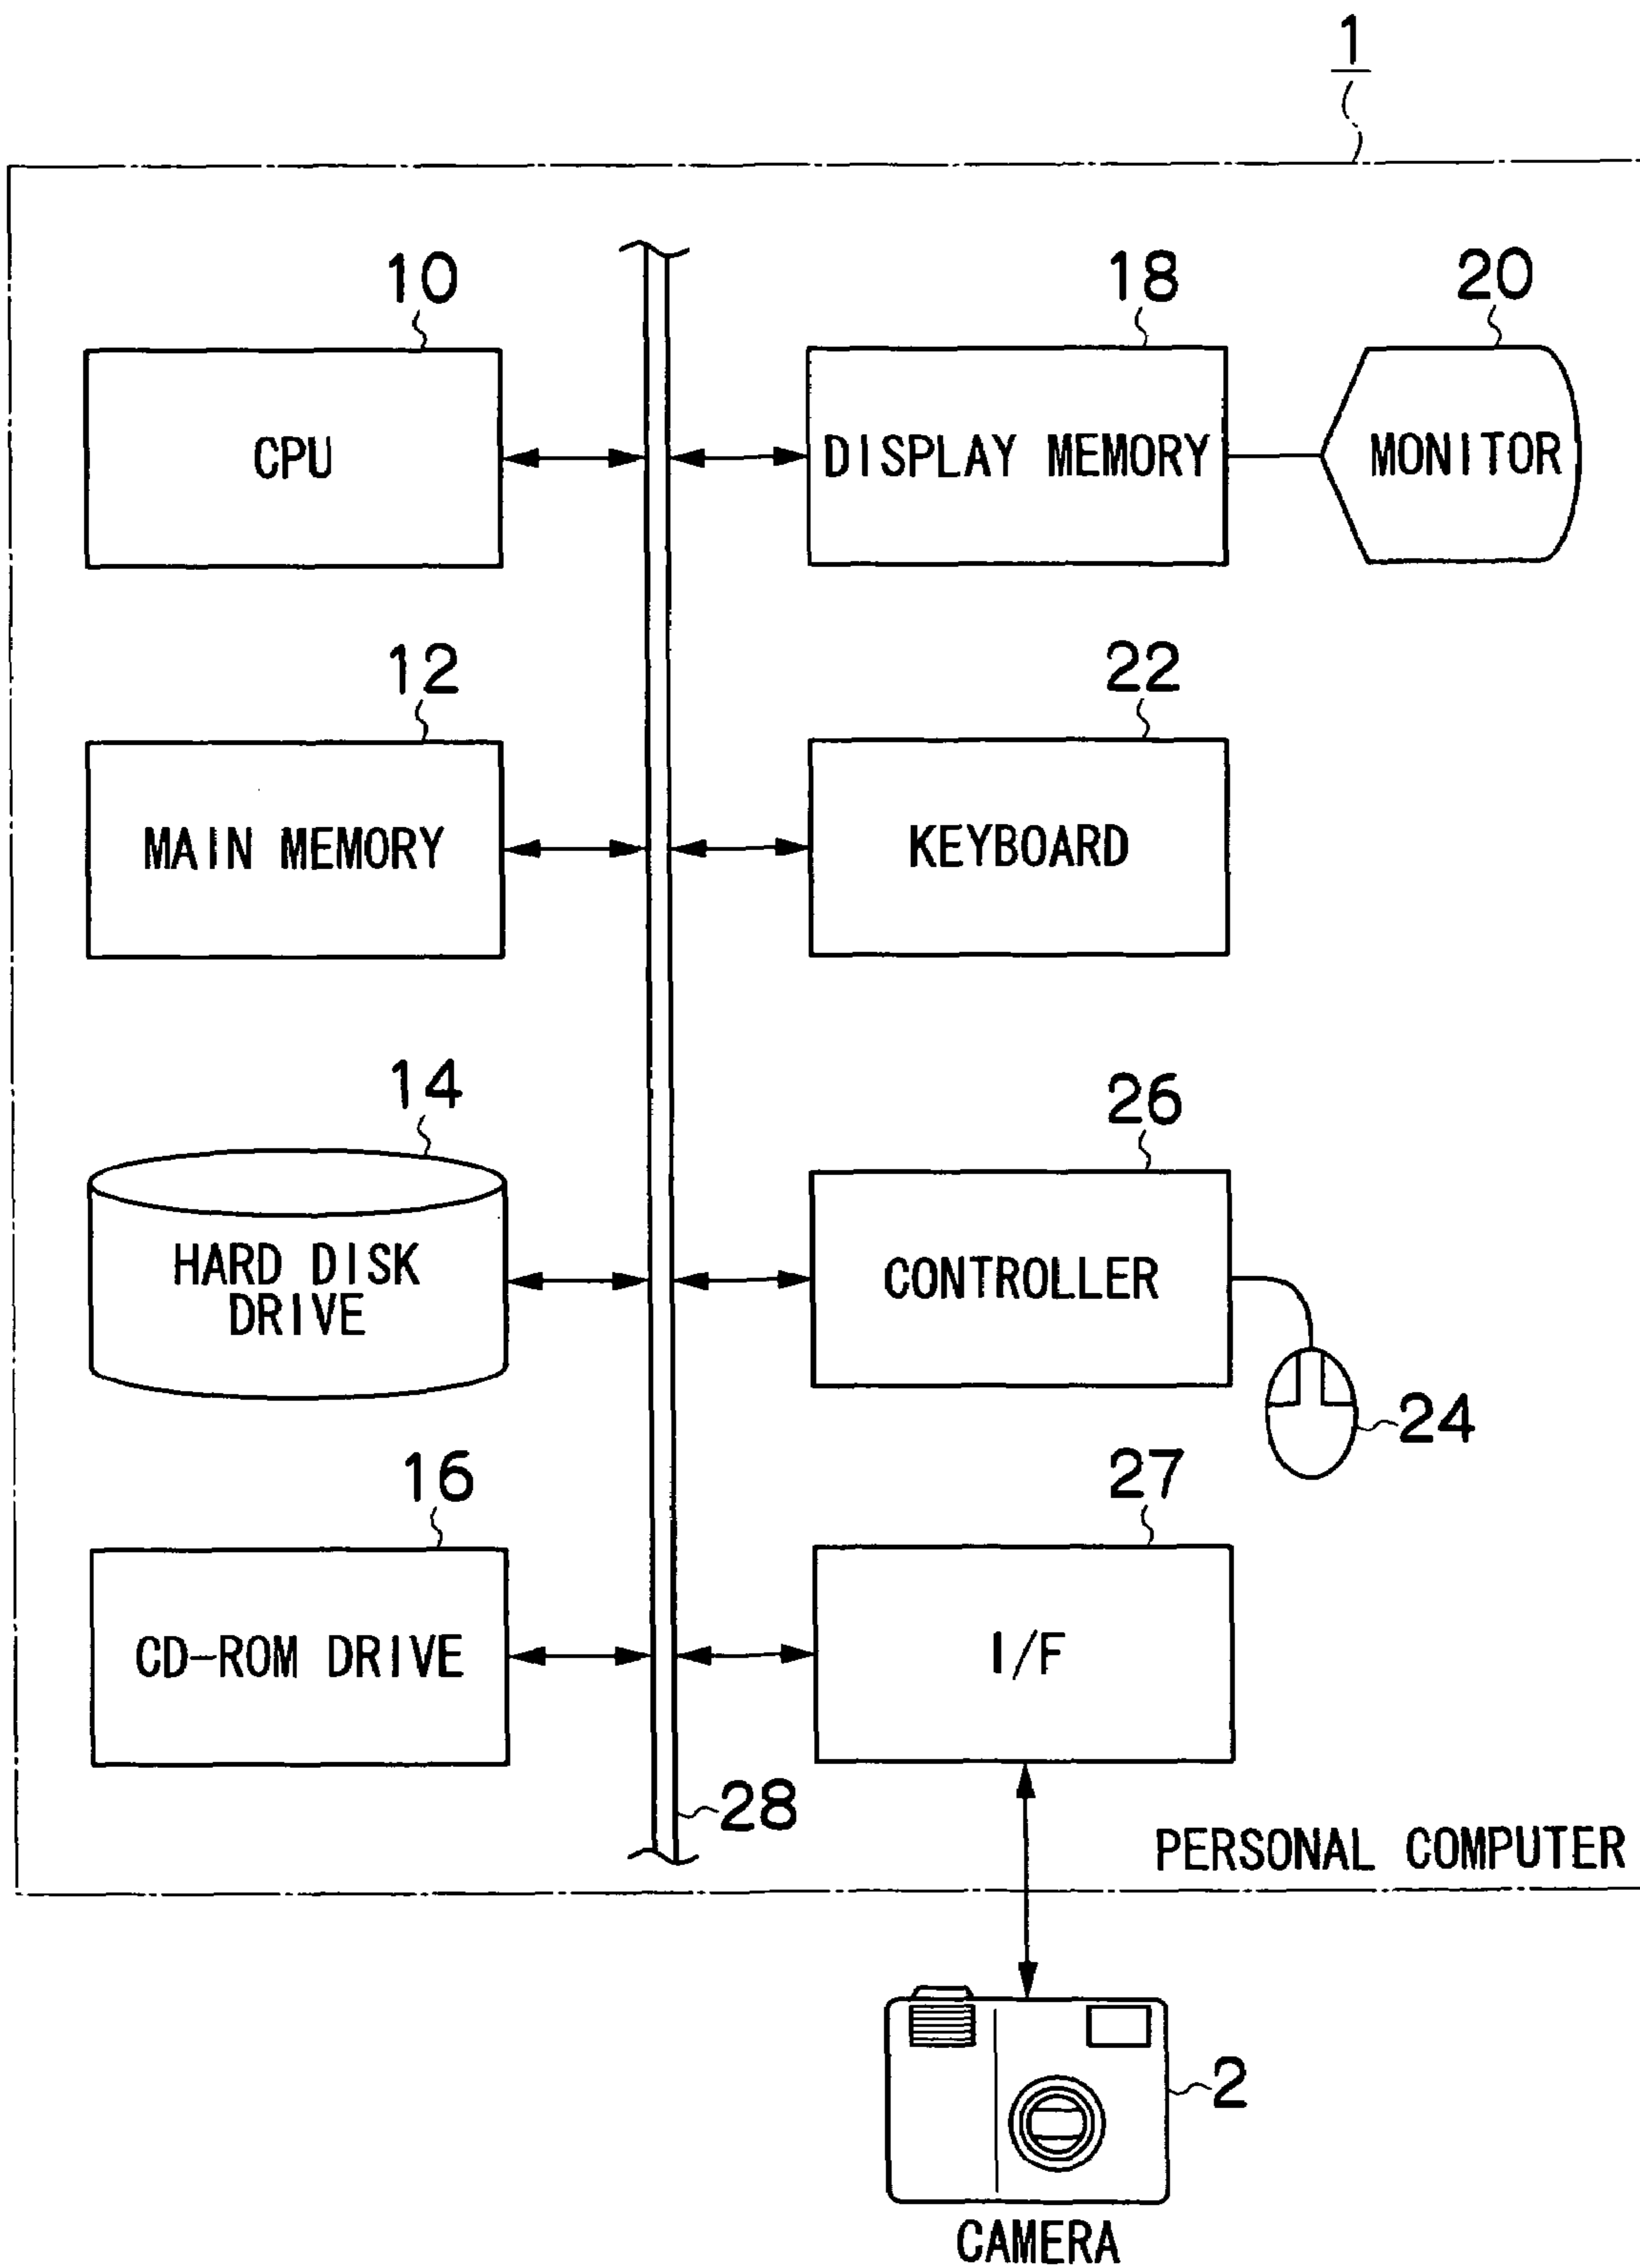 1
10
18
20
CPU
DISPLAY MEMORY
MONITOR
12
22
MAIN MEMORY
KEYBOARD
14
26
HARD DISK
DRIVE
CONTROLLER
24
16
27
CD-ROM DRIVE
I/F
28
PERSONAL COMPUTER
2
CAMERA